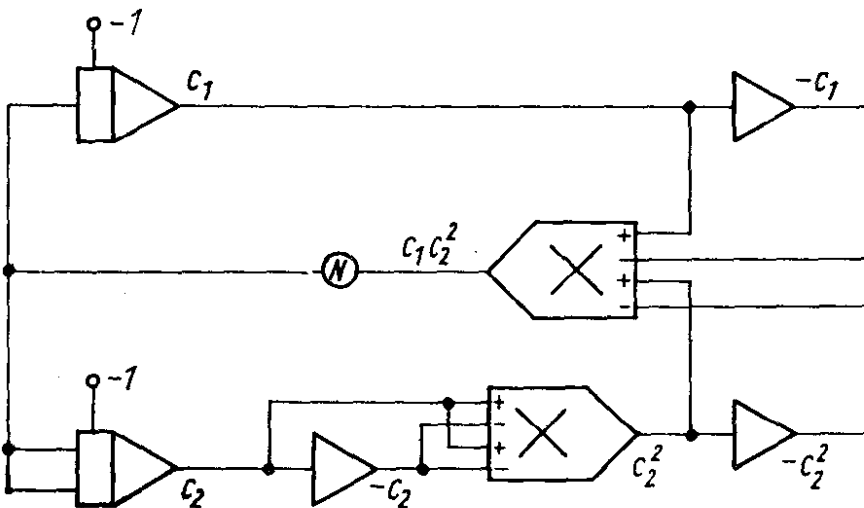 -1
C₁
-C₁
+
-
+
-
C₁C₂²
N
-1
+
-
+
-
C₂
-C₂
C₂²
-C₂²